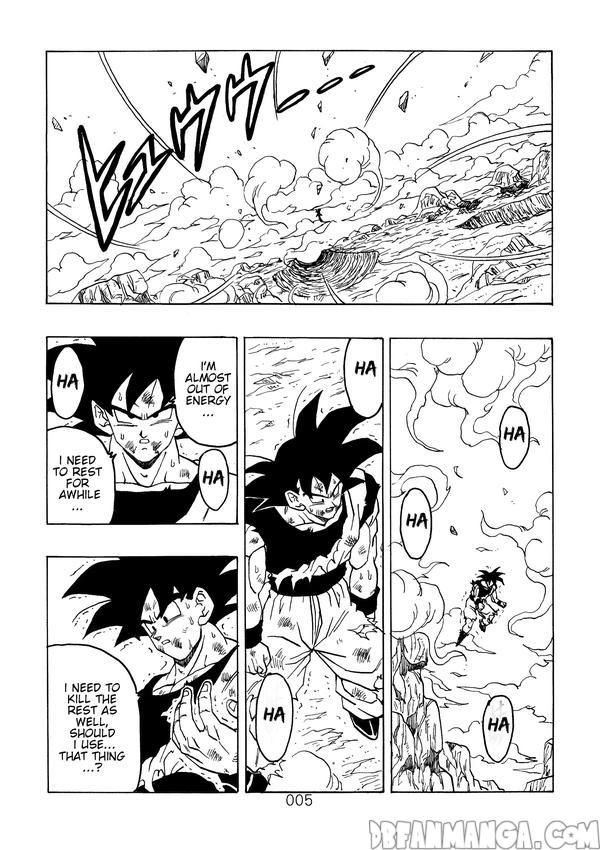 ヒュウウ---
HA
HA
HA
HA
HA
I'M
ALMOST
OUT OF
ENERGY
...
HA
HA
I NEED
TO REST
FOR
AWHILE
...
I NEED TO
KILL THE
REST AS
WELL,
SHOULD
I USE...
THAT THING
...?
005
DBFANMANGA.COM